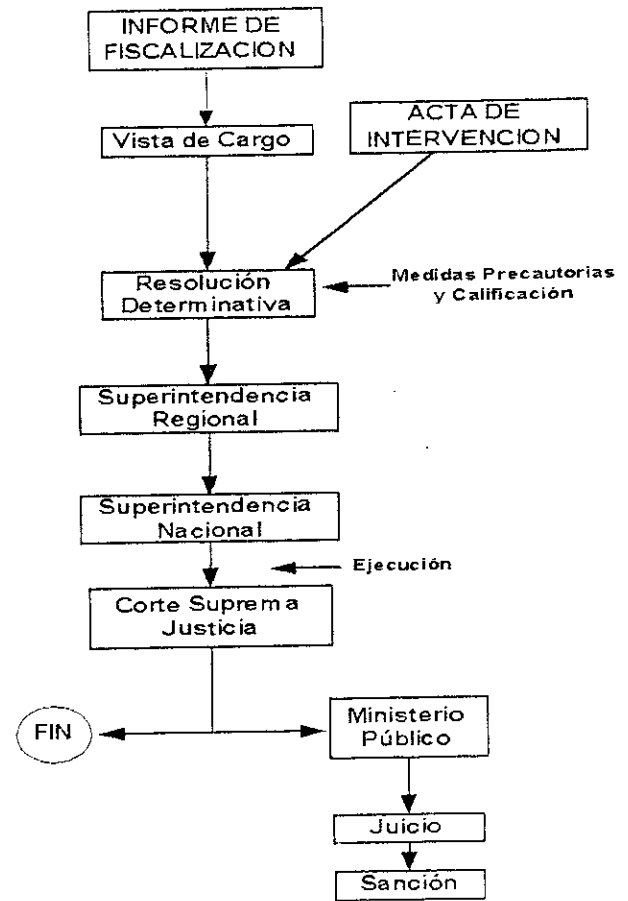 INFORME DE
FISCALIZACION
Vista de Cargo
ACTA DE
INTERVENCION
Resolución
Determinativa
Medidas Precautorias
y Calificación
Superintendencia
Regional
Superintendencia
Nacional
Ejecución
Corte Suprema
Justicia
FIN
Ministerio
Público
Juicio
Sanción